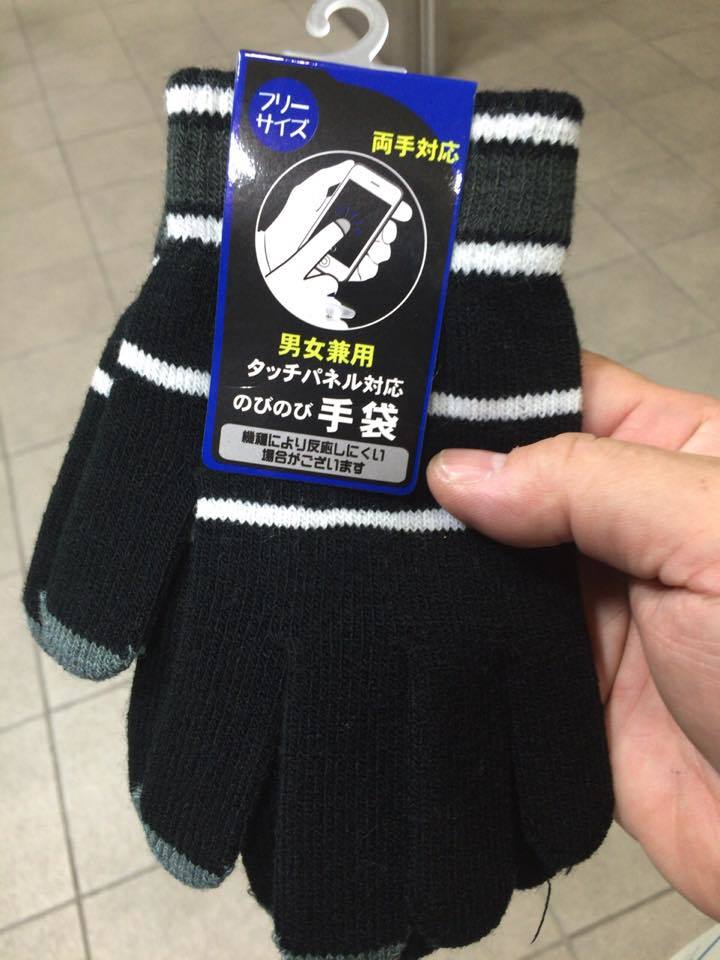 フリー
サイズ
両手対応
男女兼用
タッチパネル対応
のびのび 手袋
機種により反応しにくい
場合がございます